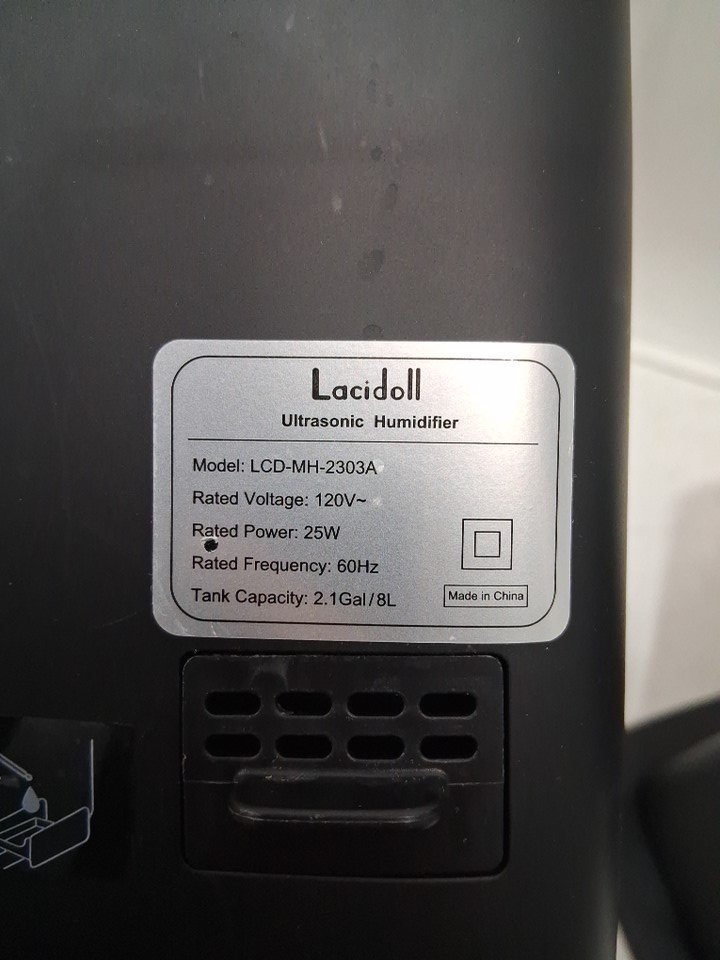 Lacidoll
Ultrasonic Humidifier
Model: LCD-MH-2303A
Rated Voltage: 120V~
Rated Power: 25W
Rated Frequency: 60Hz
Tank Capacity: 2.1Gal/8L
Made in China